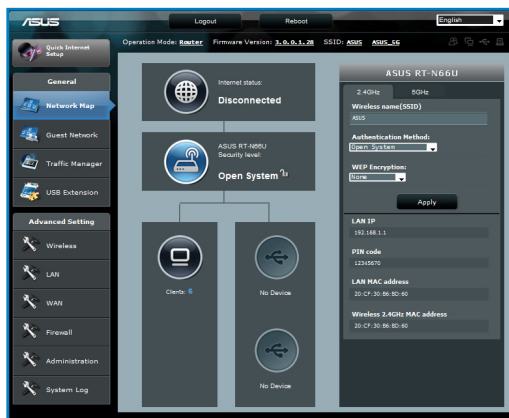 ASUS
Logout
Reboot
English
Quick Internet Setup
Operation Mode: Router Firmware Version: 3.0.0.1.28 SSID: ASUS ASUS_5G
General
Network Map
Guest Network
Traffic Manager
USB Extension
Advanced Setting
Wireless
LAN
WAN
Firewall
Administration
System Log
Internet status:
Disconnected
ASUS RT-N66U
Security level:
Open System
Clients: 6
No Device
No Device
ASUS RT-N66U
2.4GHz
5GHz
Wireless name(SSID)
ASUS
Authentication Method:
Open System
WEP Encryption:
None
Apply
LAN IP
192.168.1.1
PIN code
12345670
LAN MAC address
20:CF:30:B6:BD:60
Wireless 2.4GHz MAC address
20:CF:30:B6:BD:60